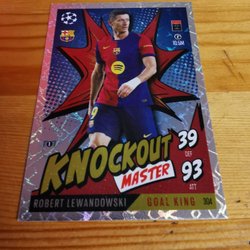 KNOCKOUT
MASTER
39
DEF
93
ATT
ROBERT LEWANDOWSKI
GOAL KING
304